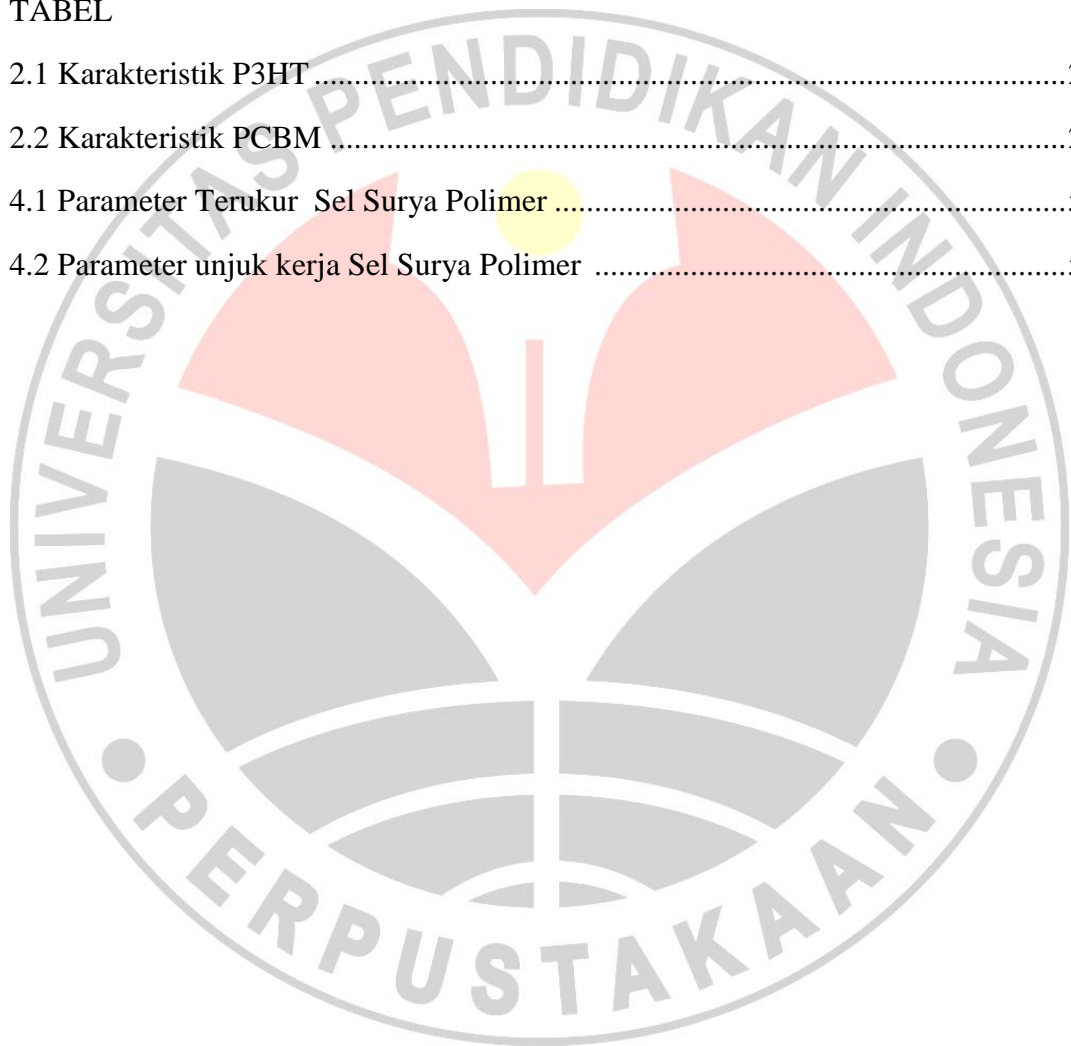 TABEL
2.1 Karakteristik P3HT ................................................................................
2.2 Karakteristik PCBM ................................................................................
4.1 Parameter Terukur  Sel Surya Polimer ................................................................................
4.2 Parameter unjuk kerja Sel Surya Polimer  ................................................................................
UNIVERSITAS PENDIDIKAN INDONESIA
PERPUSTAKAAN